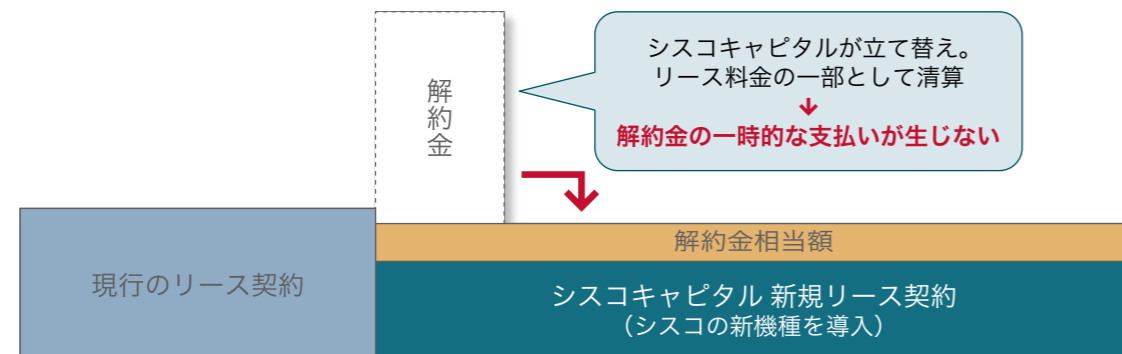 解約金
シスコキャピタルが立て替え。
リース料金の一部として清算
↓
解約金の一時的な支払いが生じない
現行のリース契約
解約金相当額
シスコキャピタル 新規リース契約
（シスコの新機種を導入）